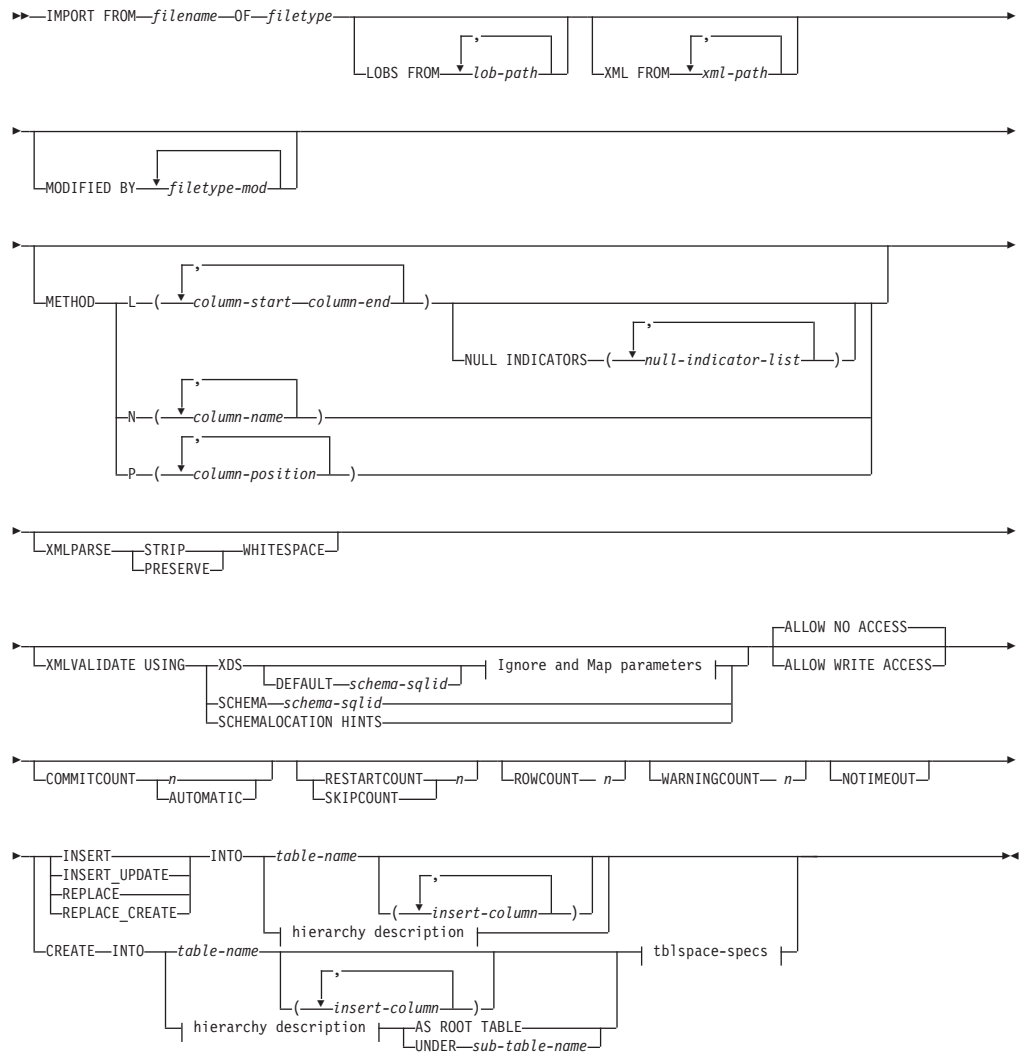 IMPORT FROM filename OF filetype
,
LOBS FROM lob-path
,
XML FROM xml-path
MODIFIED BY filetype-mod
,
METHOD L ( column-start column-end )
,
NULL INDICATORS ( null-indicator-list )
,
N ( column-name )
,
P ( column-position )
XMLPARSE STRIP WHITESPACE
PRESERVE
ALLOW NO ACCESS
XMLVALIDATE USING XDS Ignore and Map parameters ALLOW WRITE ACCESS
DEFAULT schema-sqlid
SCHEMA schema-sqlid
SCHEMALOCATION HINTS
COMMITCOUNT n RESTARTCOUNT n ROWCOUNT n WARNINGCOUNT n NOTIMEOUT
AUTOMATIC SKIPCOUNT
INSERT INTO table-name
INSERT_UPDATE ,
REPLACE
REPLACE_CREATE ( insert-column )
hierarchy description
CREATE INTO table-name tblspace-specs
,
( insert-column )
hierarchy description AS ROOT TABLE
UNDER sub-table-name